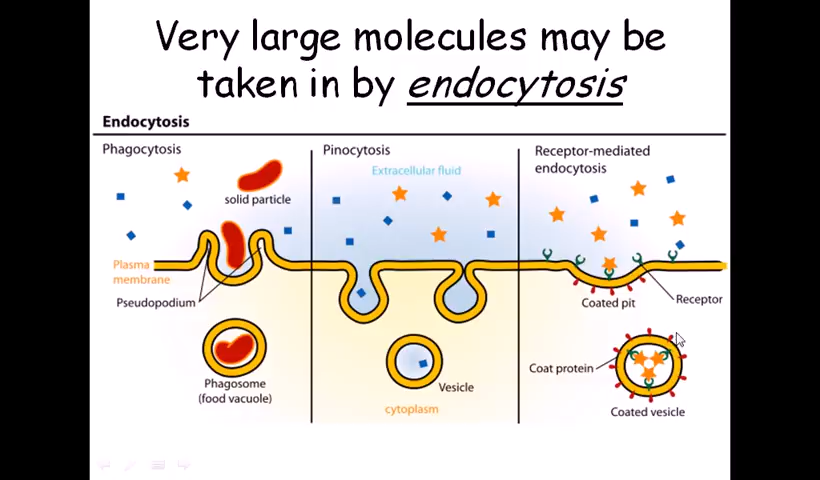 Very large molecules may be
taken in by endocytosis
Endocytosis
Phagocytosis
solid particle
Plasma
membrane
Pseudopodium
Phagosome
(food vacuole)
Pinocytosis
Extracellular fluid
Vesicle
cytoplasm
Receptor-mediated
endocytosis
Coated pit
Receptor
Coat protein
Coated vesicle